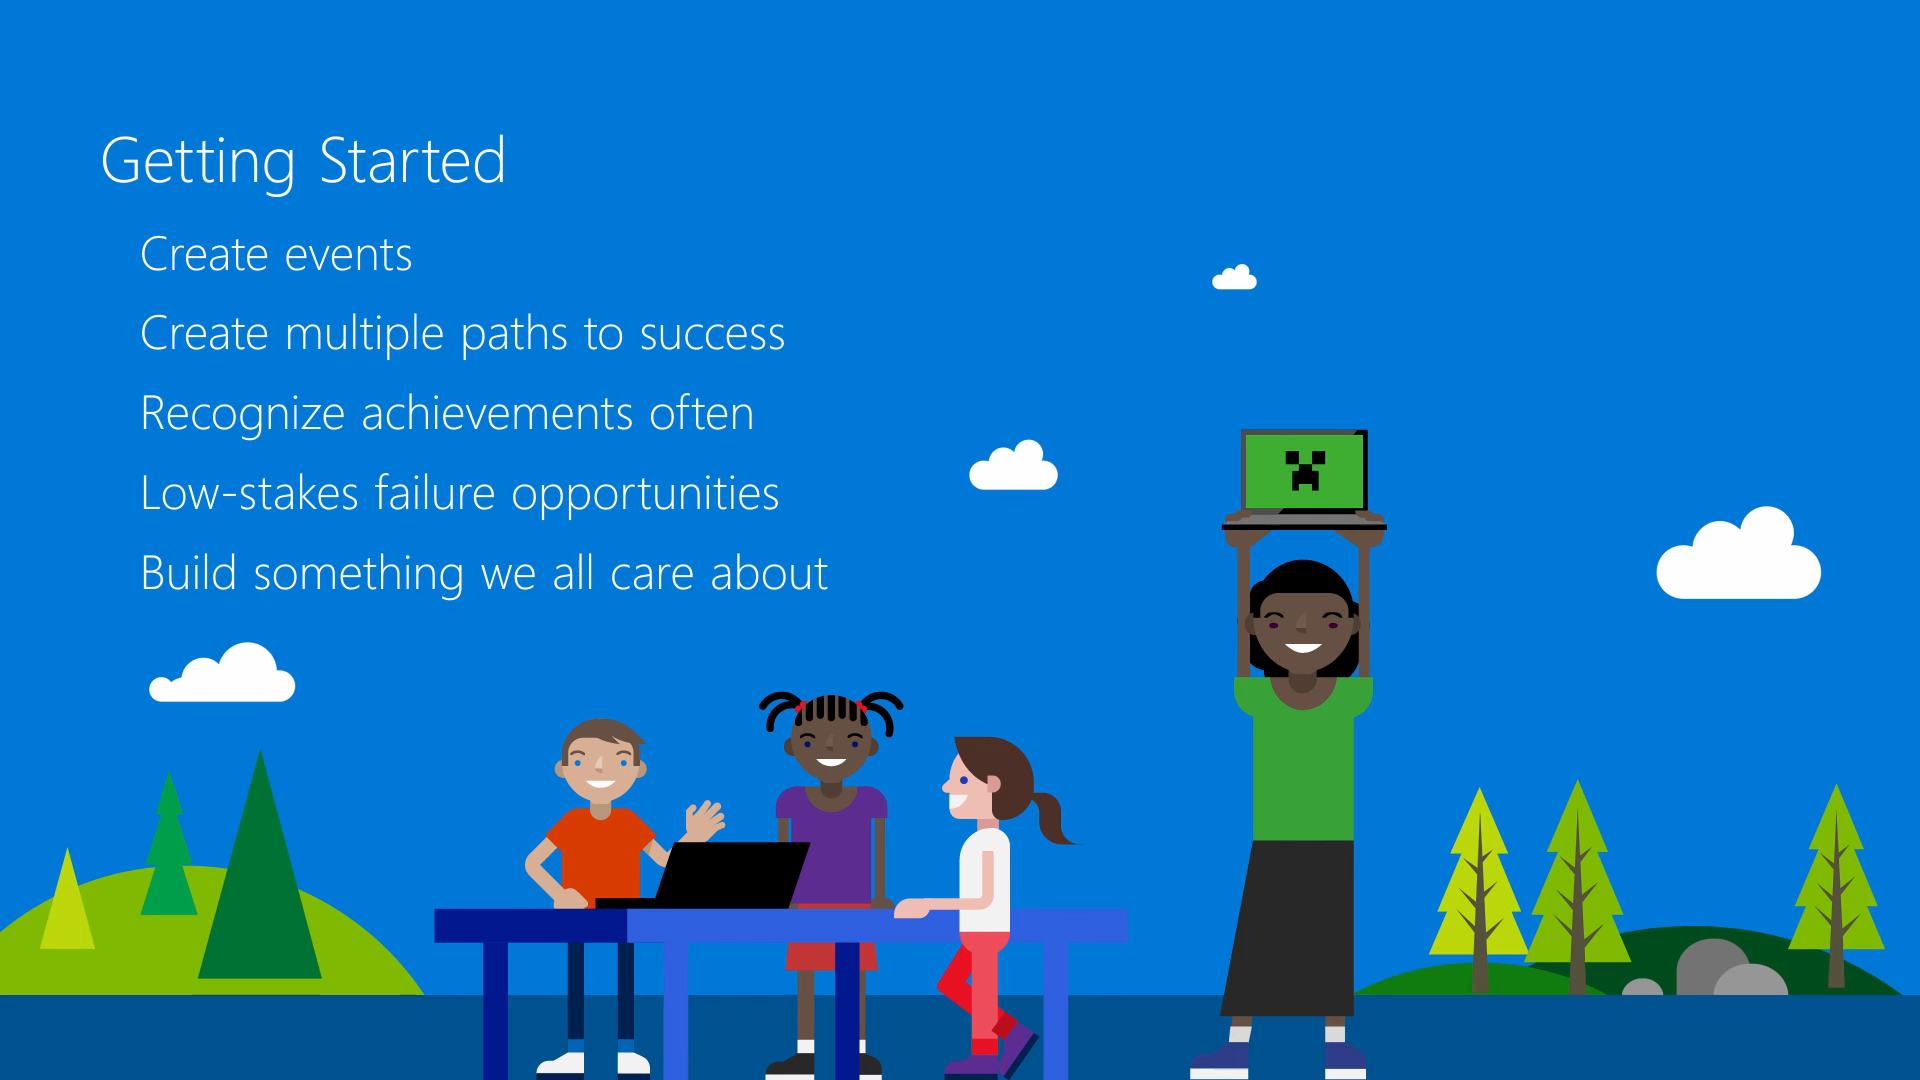 Getting Started
Create events
Create multiple paths to success
Recognize achievements often
Low-stakes failure opportunities
Build something we all care about